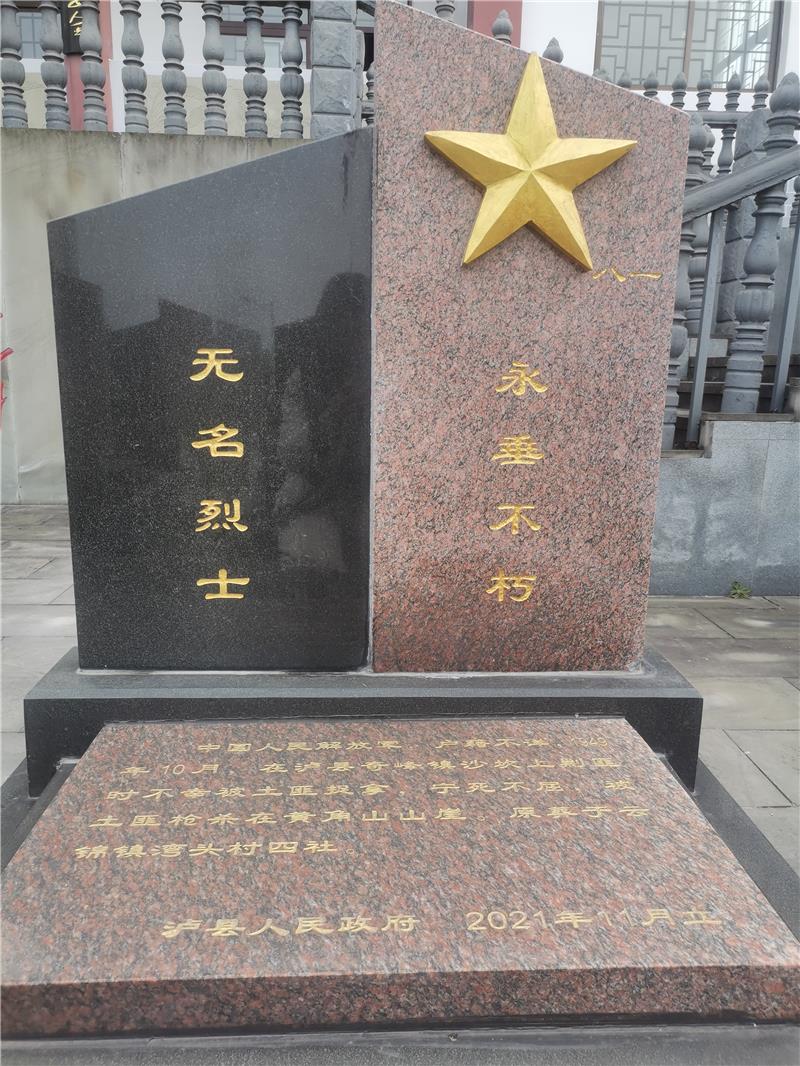 八一
无名烈士
永垂不朽
中国人民解放军，户籍不详，1949
年10月，在泸县奇峰镇沙坎上剿匪
时不幸被土匪捉拿，宁死不屈，被
土匪枪杀在黄角山山崖。原葬于云
锦镇湾头村四社。
泸县人民政府 2021年11月立